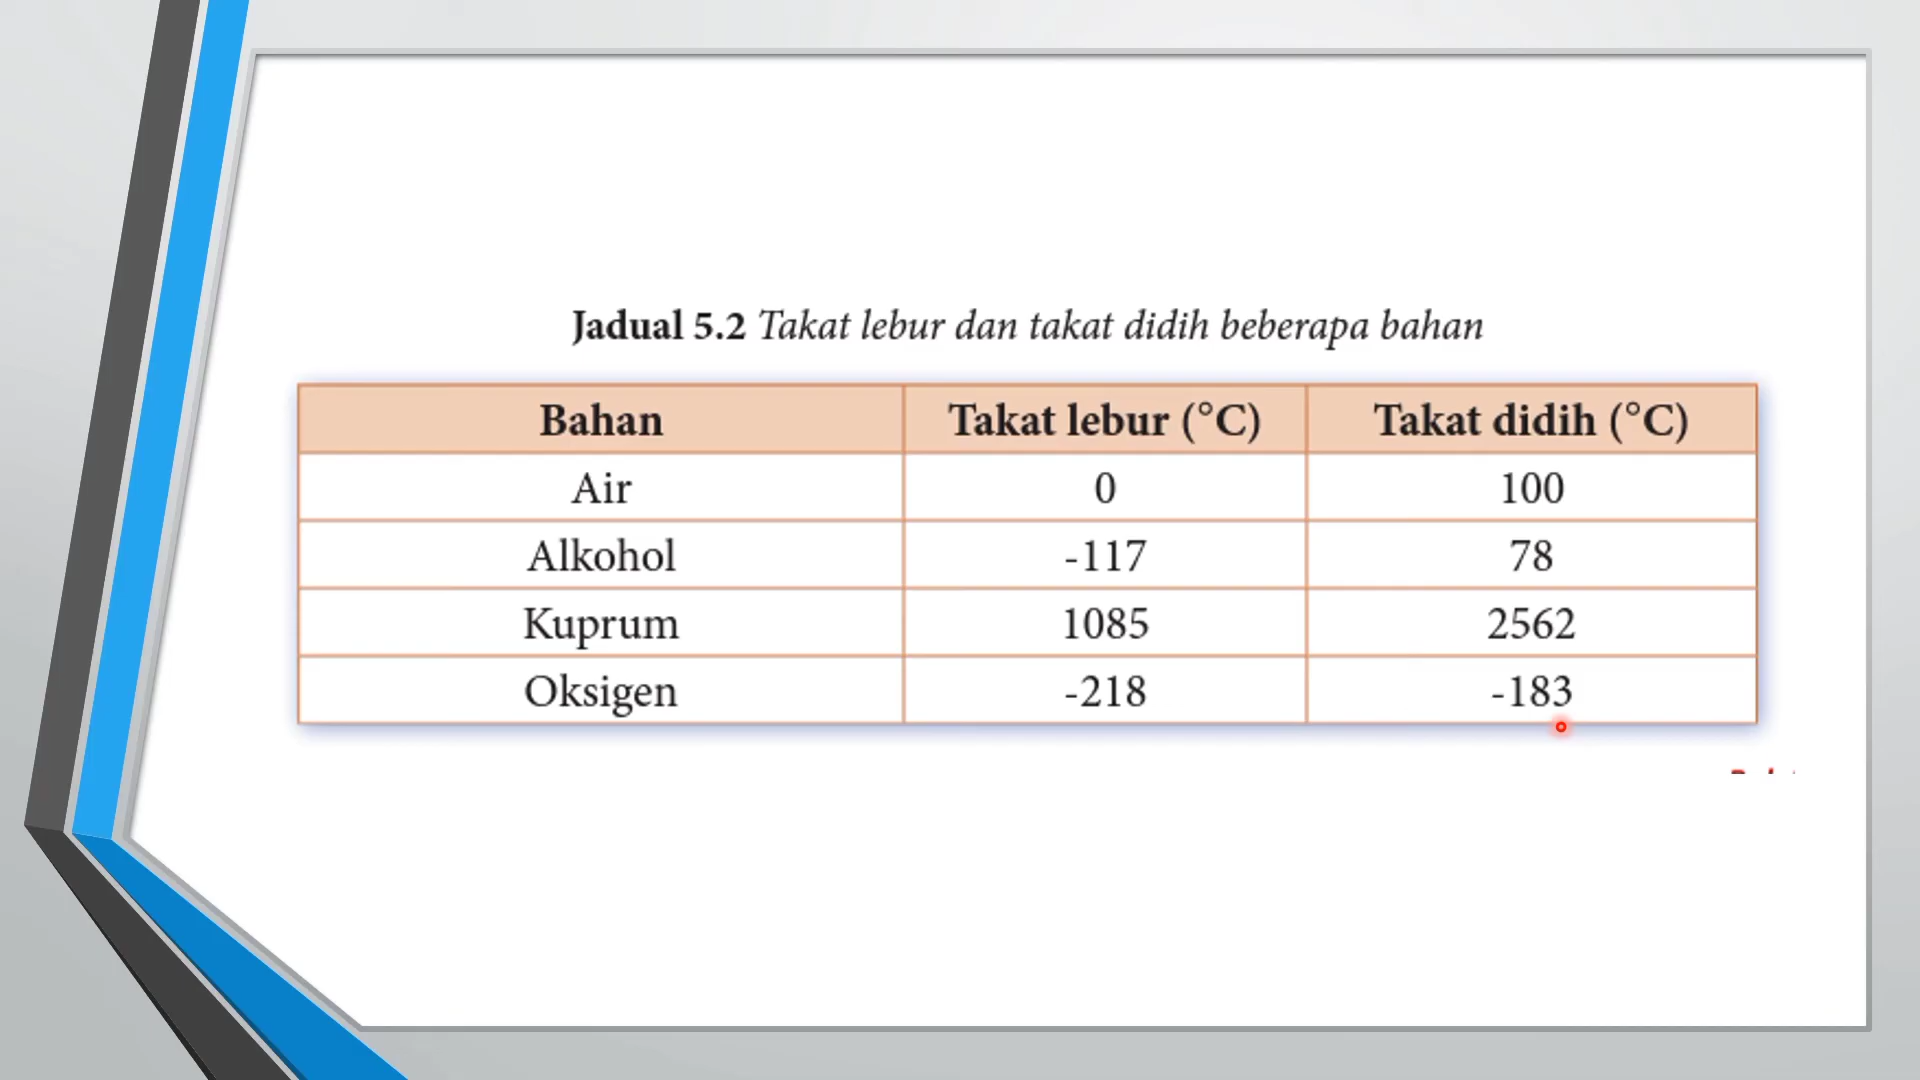 Jadual 5.2 Takat lebur dan takat didih beberapa bahan
Bahan Takat lebur (°C) Takat didih (°C)
Air 0 100
Alkohol -117 78
Kuprum 1085 2562
Oksigen -218 -183